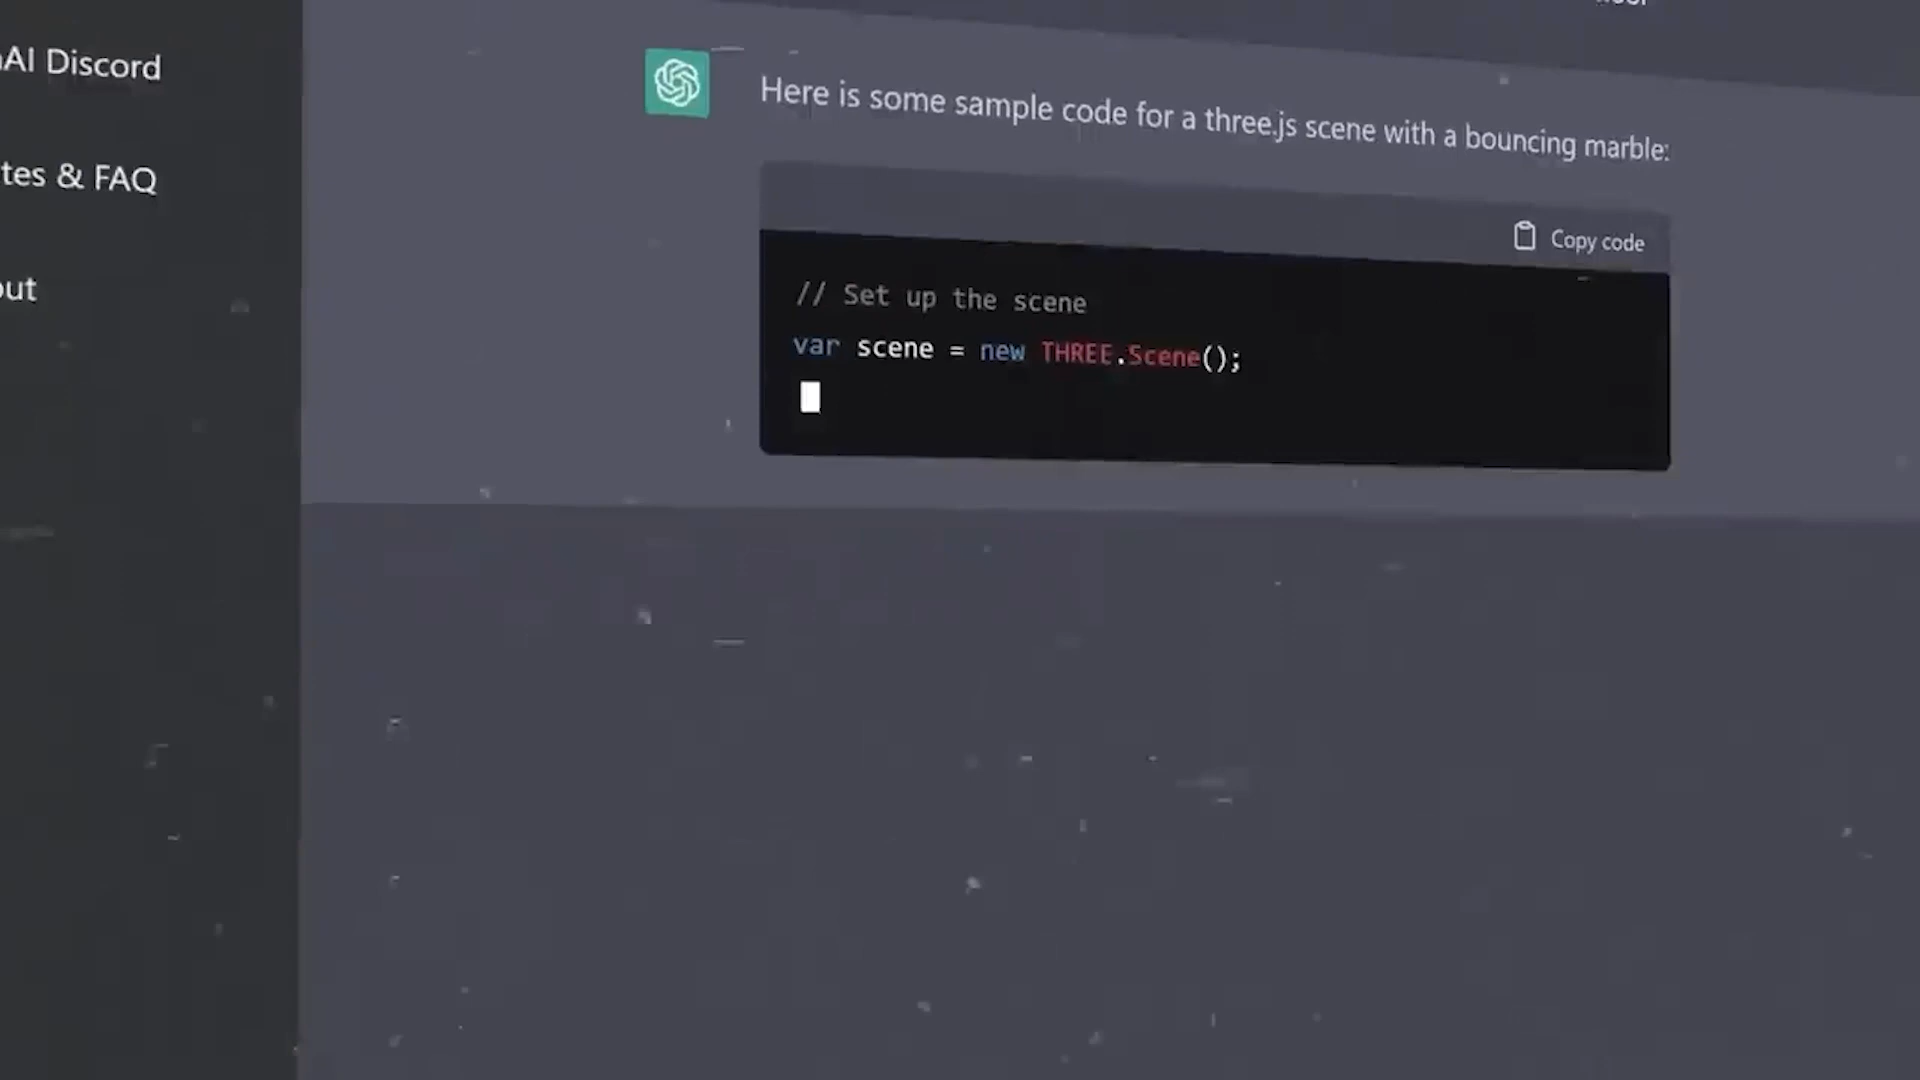 AI Discord
tes & FAQ
out
Here is some sample code for a three.js scene with a bouncing marble:
Copy code
// Set up the scene
var scene = new THREE.Scene();